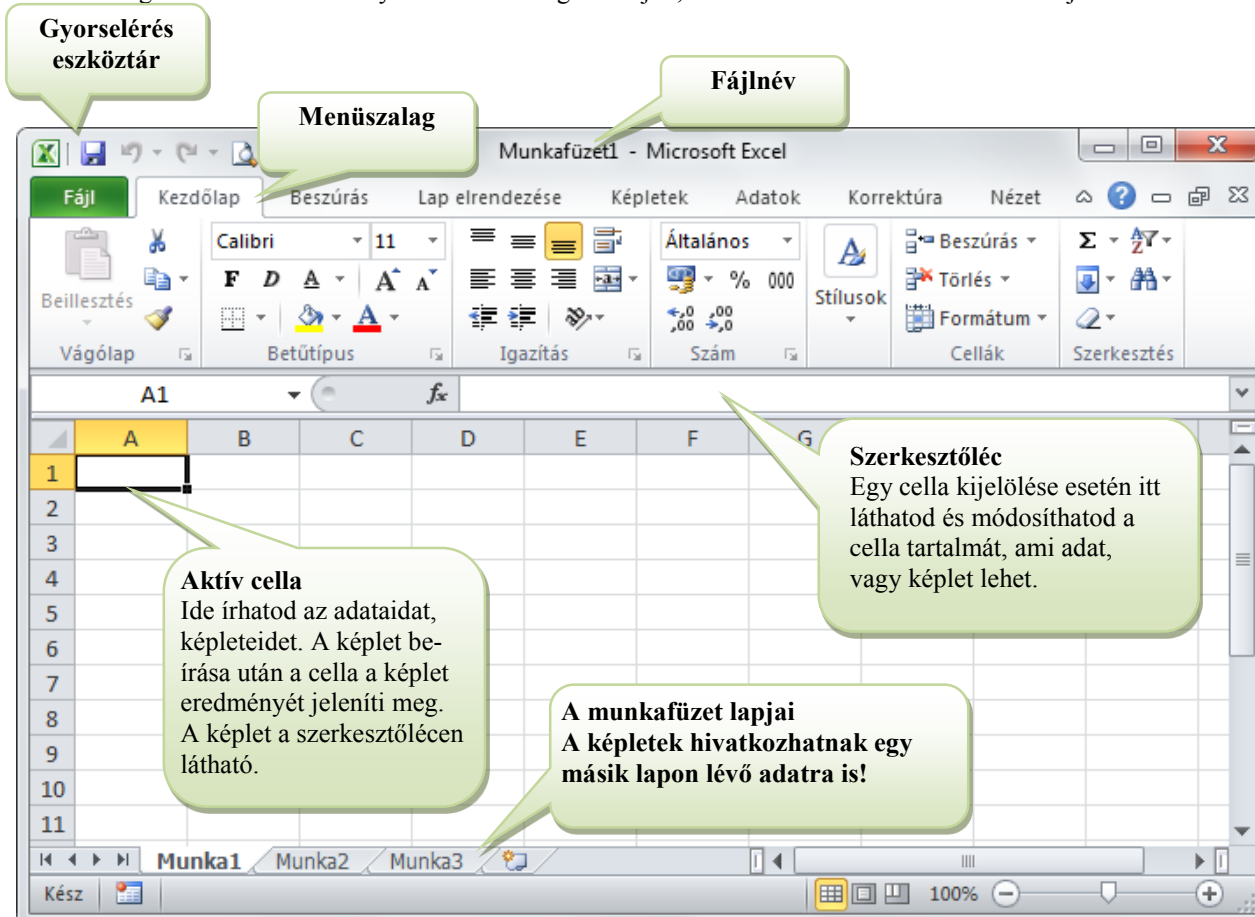 Gyorselérés
eszköztár
Fájlnév
Menüszalag
Munkafüzet1 - Microsoft Excel
Fájl Kezdőlap Beszúrás Lap elrendezése Képletek Adatok Korrektúra Nézet
Calibri 11 Általános Beszúrás Σ
Beillesztés F D A A A % 000 Stílusok Törlés
A Formátum
Vágólap Betűtípus Igazítás Szám Cellák Szerkesztés
A1 fx
A B C D E F G
1
2
3
4
5
6
7
8
9
10
11
Szerkesztőléc
Egy cella kijelölése esetén itt
láthatod és módosíthatod a
cella tartalmát, ami adat,
vagy képlet lehet.
Aktív cella
Ide írhatod az adataidat,
képleteidet. A képlet be-
írása után a cella a képlet
eredményét jeleníti meg.
A képlet a szerkesztőlécen
látható.
A munkafüzet lapjai
A képletek hivatkozhatnak egy
másik lapon lévő adatra is!
Munka1 Munka2 Munka3
Kész 100%